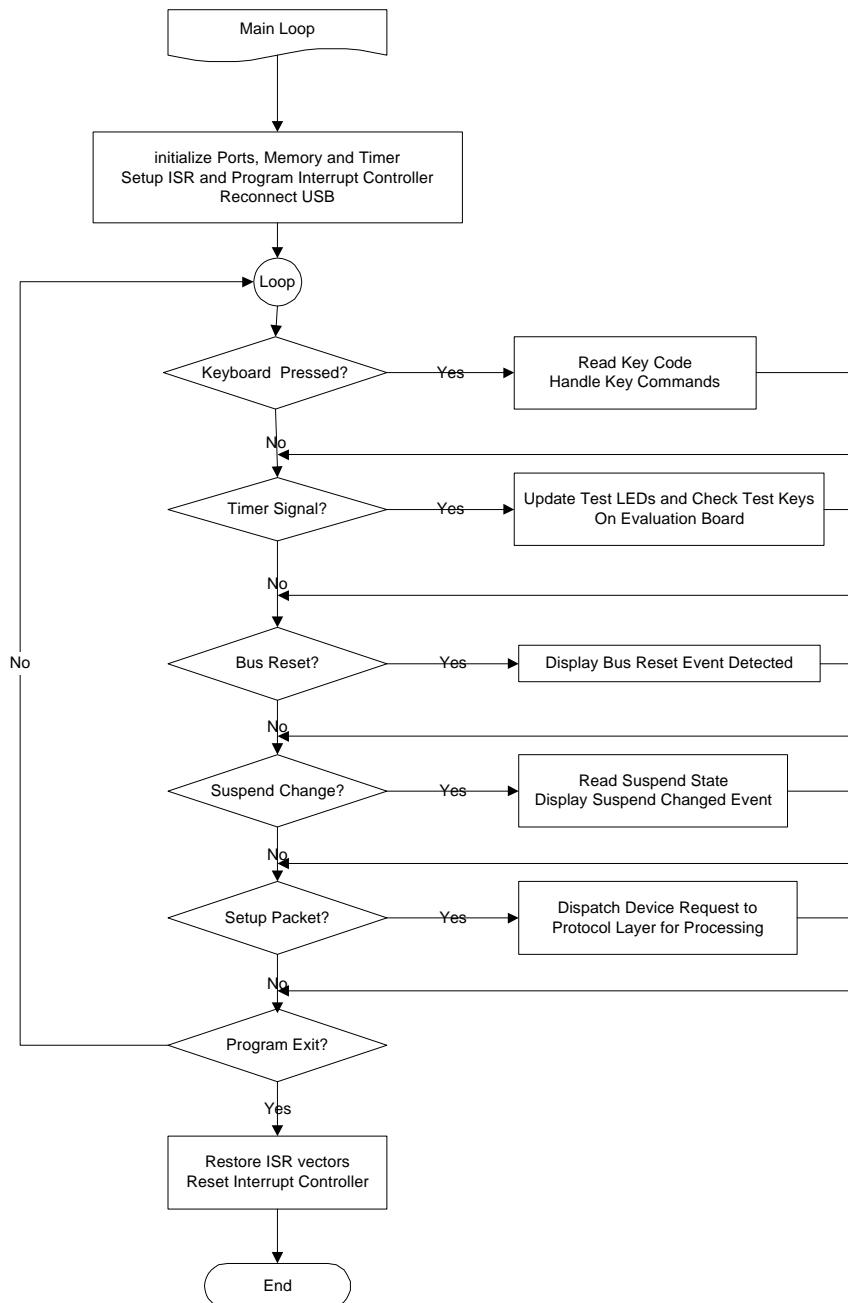 Main Loop
initialize Ports, Memory and Timer
Setup ISR and Program Interrupt Controller
Reconnect USB
Loop
Keyboard  Pressed?
Yes
Read Key Code
Handle Key Commands
No
Timer Signal?
Yes
Update Test LEDs and Check Test Keys
On Evaluation Board
No
Bus Reset?
Yes
Display Bus Reset Event Detected
No
No
Suspend Change?
Yes
Read Suspend State
Display Suspend Changed Event
No
Setup Packet?
Yes
Dispatch Device Request to
Protocol Layer for Processing
No
Program Exit?
Yes
Restore ISR vectors
Reset Interrupt Controller
End